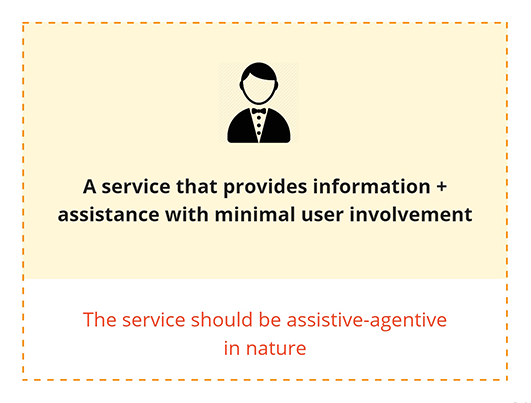 A service that provides information +
assistance with minimal user involvement
The service should be assistive-agentive
in nature